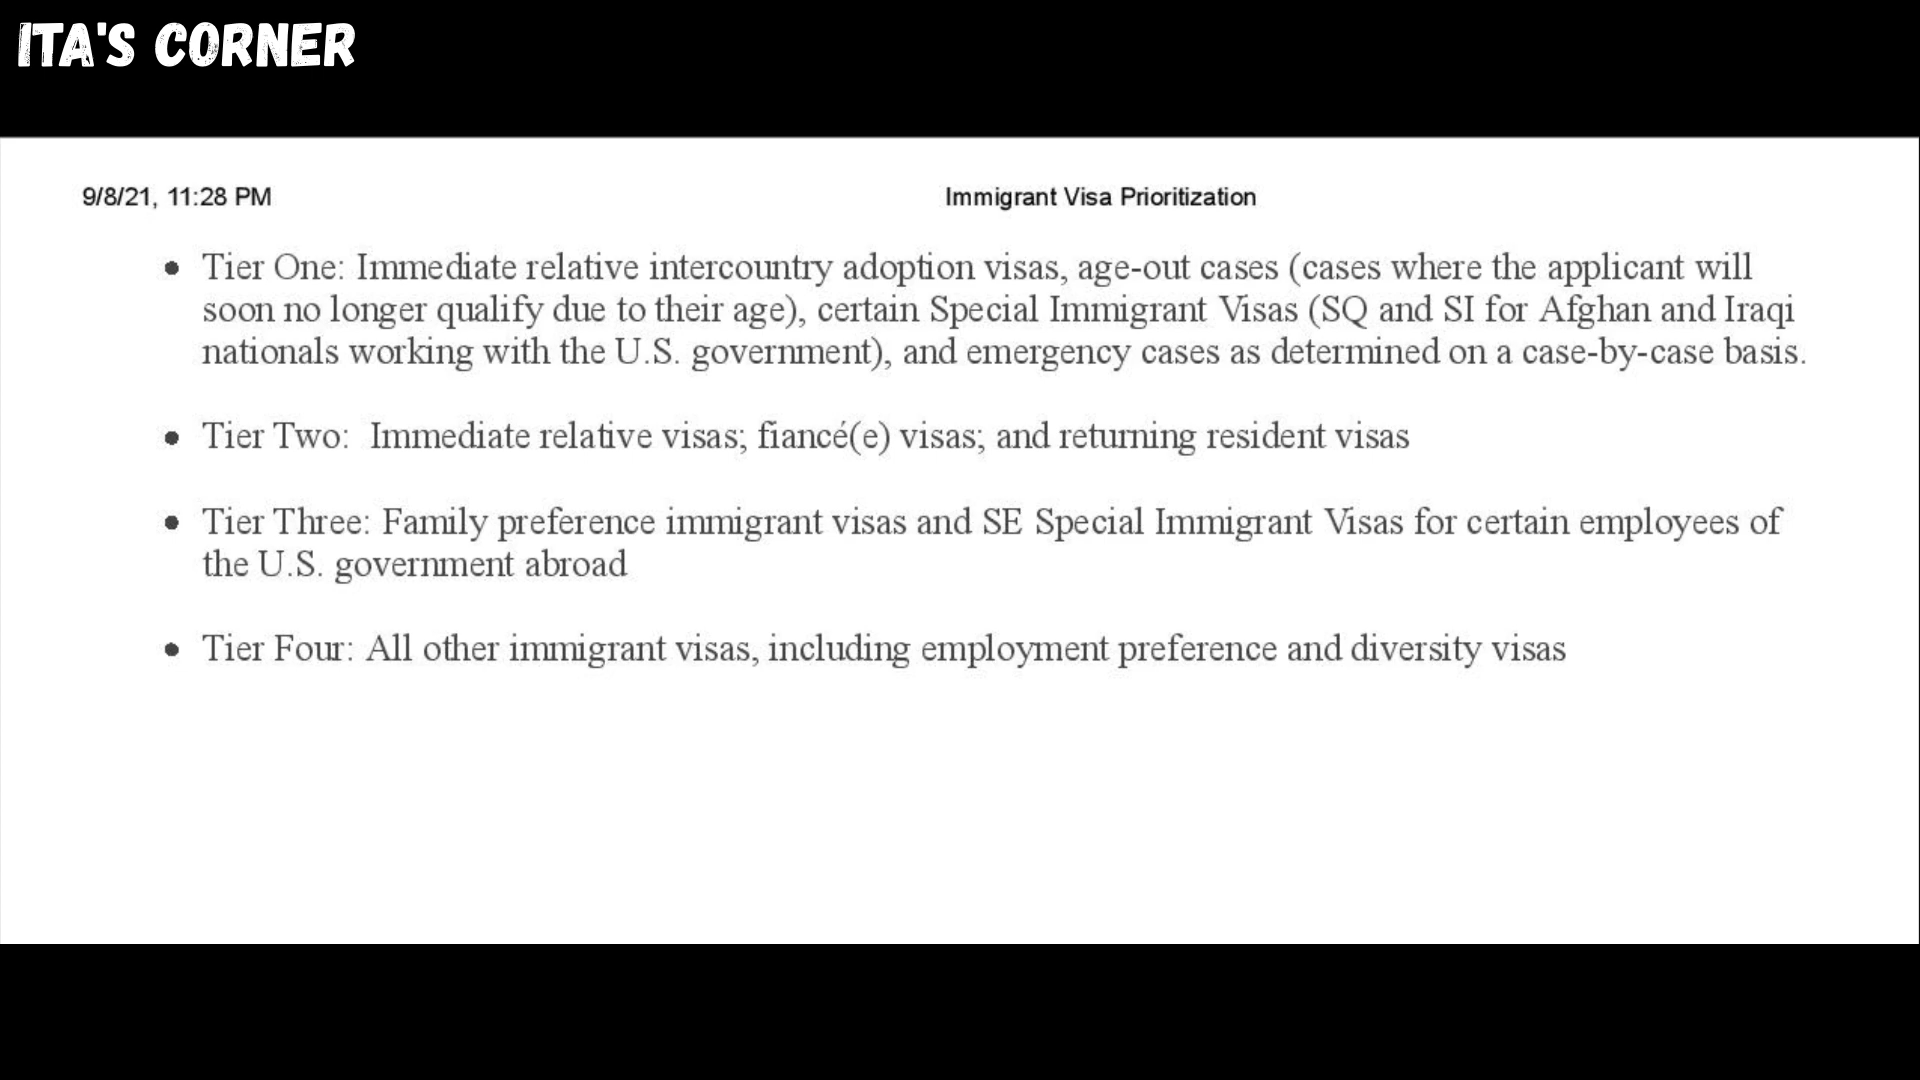 ITA'S CORNER
9/8/21, 11:28 PM
Immigrant Visa Prioritization
• Tier One: Immediate relative intercountry adoption visas, age-out cases (cases where the applicant will
soon no longer qualify due to their age), certain Special Immigrant Visas (SQ and SI for Afghan and Iraqi
nationals working with the U.S. government), and emergency cases as determined on a case-by-case basis.
• Tier Two:  Immediate relative visas; fiancé(e) visas; and returning resident visas
• Tier Three: Family preference immigrant visas and SE Special Immigrant Visas for certain employees of
the U.S. government abroad
• Tier Four: All other immigrant visas, including employment preference and diversity visas